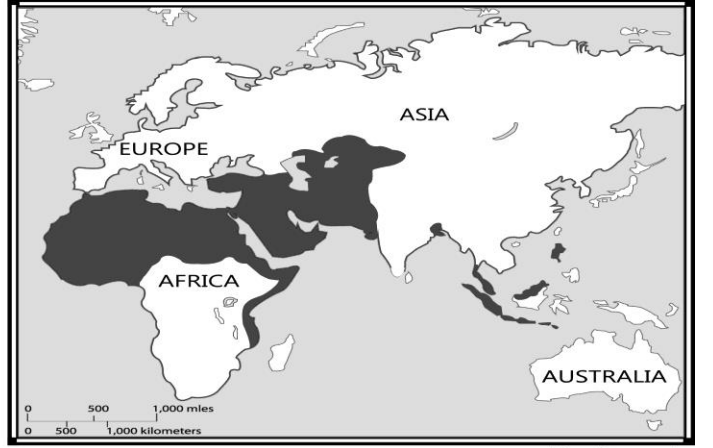 ASIA
EUROPE
AFRICA
AUSTRALIA
0 500 1,000 mles
0 500 1,000 kilometers